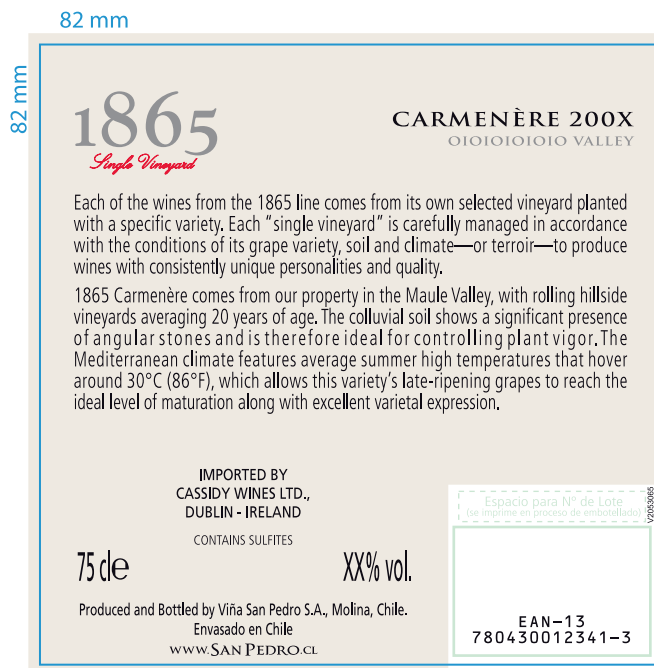 82 mm
82 mm
1865
Single Vineyard
CARMENÈRE 200X
OIOIOIOIOIO VALLEY
Each of the wines from the 1865 line comes from its own selected vineyard planted
with a specific variety. Each “single vineyard” is carefully managed in accordance
with the conditions of its grape variety, soil and climate—or terroir—to produce
wines with consistently unique personalities and quality.
1865 Carmenère comes from our property in the Maule Valley, with rolling hillside
vineyards averaging 20 years of age. The colluvial soil shows a significant presence
of angular stones and is therefore ideal for controlling plant vigor. The
Mediterranean climate features average summer high temperatures that hover
around 30°C (86°F), which allows this variety’s late-ripening grapes to reach the
ideal level of maturation along with excellent varietal expression.
IMPORTED BY
CASSIDY WINES LTD.,
DUBLIN - IRELAND
CONTAINS SULFITES
75 cle
XX% vol.
Produced and Bottled by Viña San Pedro S.A., Molina, Chile.
Envasado en Chile
WWW.SAN PEDRO.CL
Espacio para Nº de Lote
(se imprime en proceso de embotellado)
V2053065
EAN-13
780430012341-3